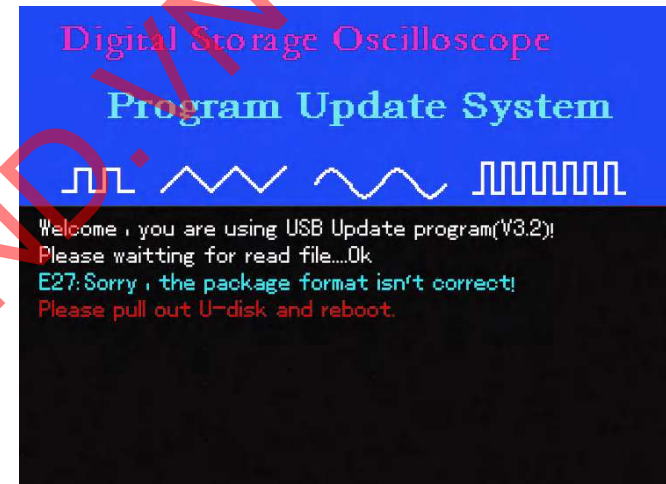 Digital Storage Oscilloscope
Program Update System
Welcome , you are using USB Update program(V3.2)!
Please waitting for read file....Ok
E27:Sorry , the package format isn't correct!
Please pull out U-disk and reboot.